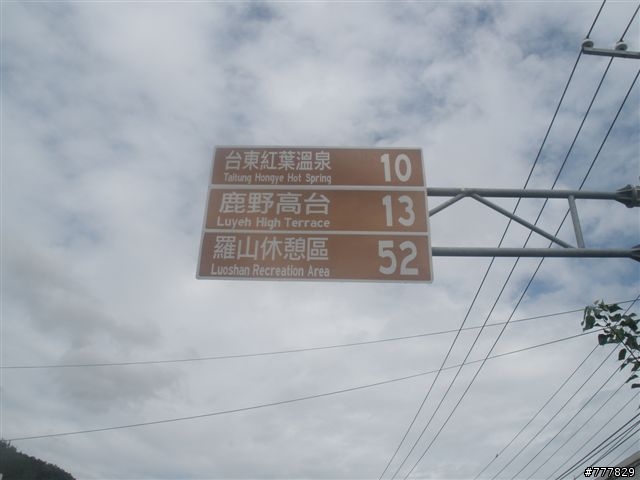 台東紅葉溫泉 10
Taitung Hongye Hot Spring
鹿野高台 13
Luyeh High Terrace
羅山休憩區 52
Luoshan Recreation Area
#777829